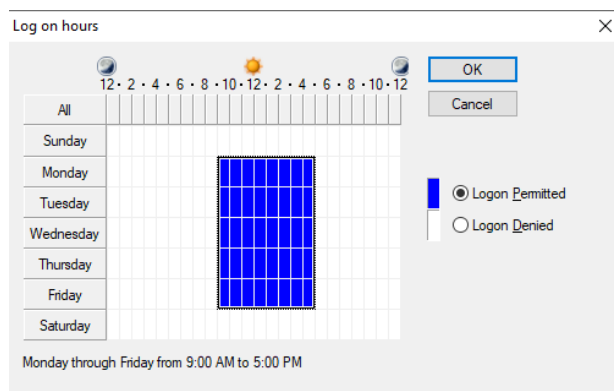 Log on hours
12 · 2 · 4 · 6 · 8 · 10 · 12 · 2 · 4 · 6 · 8 · 10 · 12
OK
All
Cancel
Sunday
Monday
Tuesday
Logon Permitted
Wednesday
Logon Denied
Thursday
Friday
Saturday
Monday through Friday from 9:00 AM to 5:00 PM